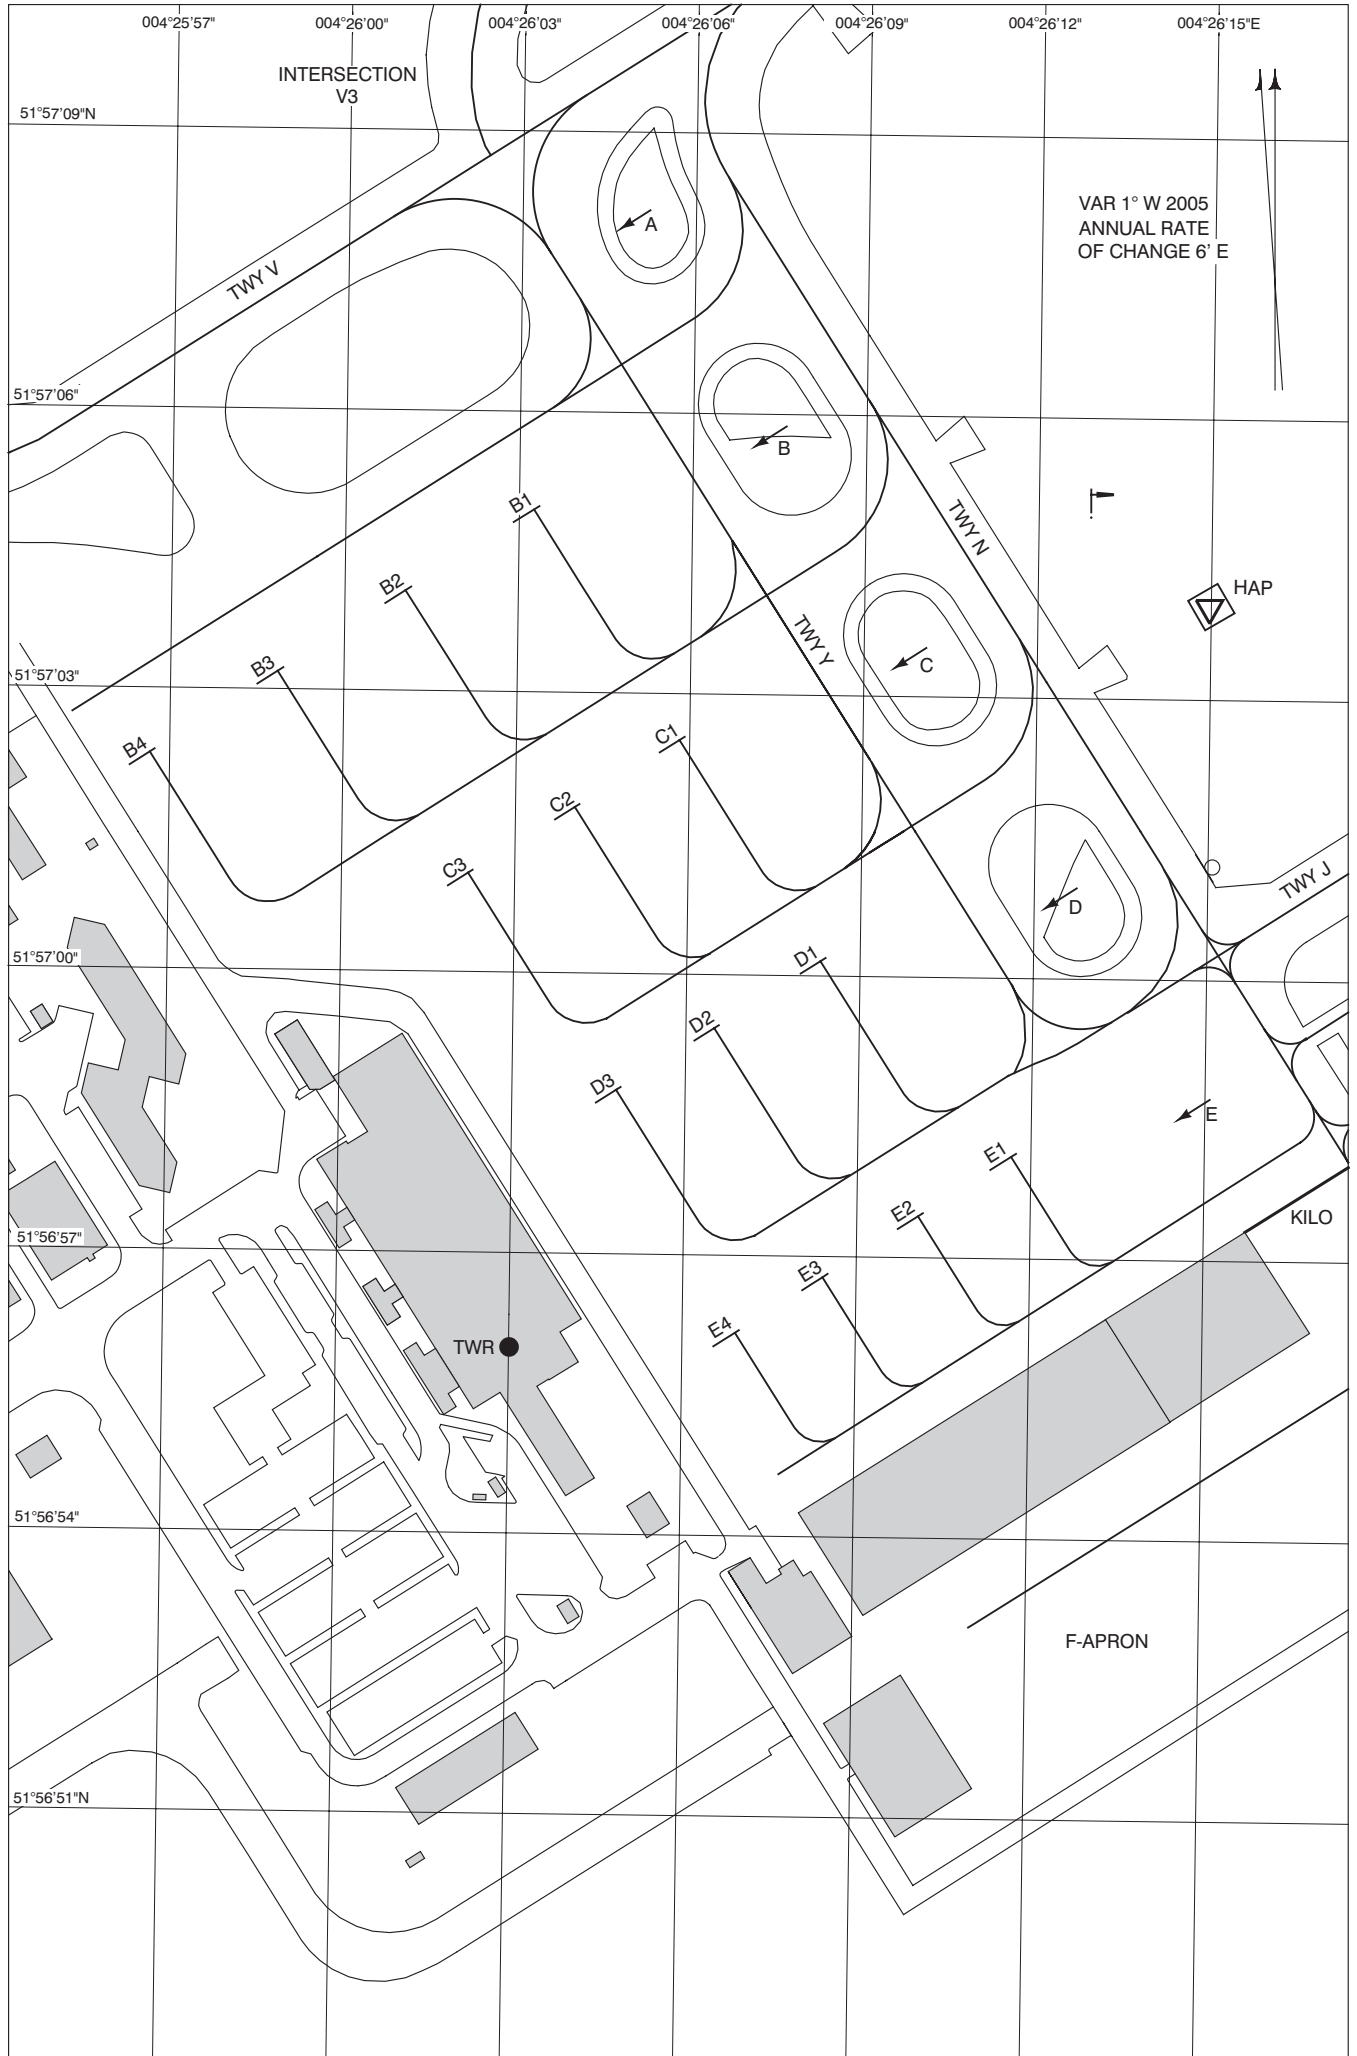 004°25'57"
004°26'00"
004°26'03"
004°26'06"
004°26'09"
004°26'12"
004°26'15"E
INTERSECTION
V3
51°57'09"N
VAR 1° W 2005
ANNUAL RATE
OF CHANGE 6' E
A
TWY V
51°57'06"
B
B1
TWY N
B2
HAP
TWY Y
B3
C
51°57'03"
B4
C1
C2
C3
TWY J
D
51°57'00"
D1
D2
D3
E
E1
E2
KILO
51°56'57"
E3
E4
TWR
51°56'54"
F-APRON
51°56'51"N